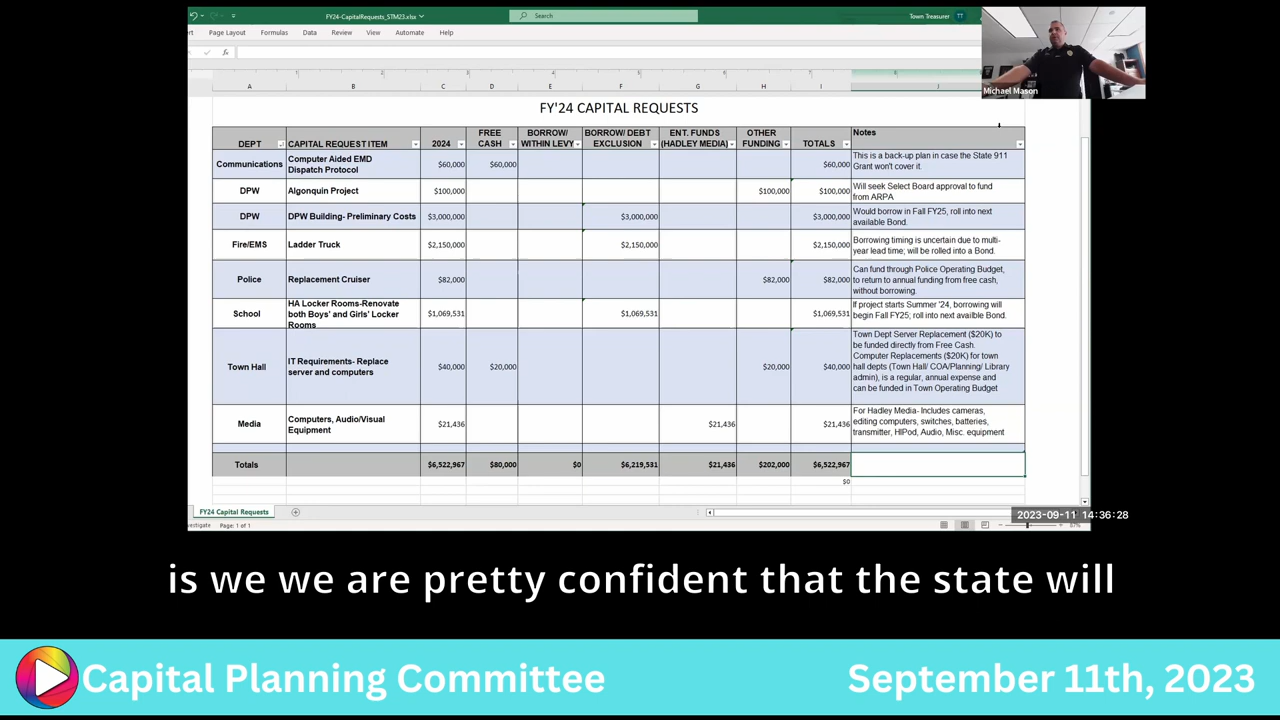 FY24-CapitalRequests_STM23.xlsx
Search
Town Treasurer TT
Page Layout Formulas Data Review View Automate Help
fx
Michael Mason
A B C D E F G H I J
FY'24 CAPITAL REQUESTS
DEPT CAPITAL REQUEST ITEM 2024 FREE CASH BORROW/ WITHIN LEVY BORROW/ DEBT EXCLUSION ENT. FUNDS (HADLEY MEDIA) OTHER FUNDING TOTALS Notes
Communications Computer Aided EMD $60,000 $60,000 $60,000 This is a back-up plan in case the State 911
Dispatch Protocol Grant won't cover it.
DPW Algonquin Project $100,000 $100,000 $100,000 Will seek Select Board approval to fund
from ARPA
DPW DPW Building- Preliminary Costs $3,000,000 $3,000,000 $3,000,000 Would borrow in Fall FY25, roll into next
available Bond.
Fire/EMS Ladder Truck $2,150,000 $2,150,000 $2,150,000 Borrowing timing is uncertain due to multi-
year lead time; will be rolled into a Bond.
Police Replacement Cruiser $82,000 $82,000 $82,000 Can fund through Police Operating Budget,
to return to annual funding from free cash,
without borrowing.
School HA Locker Rooms-Renovate $1,069,531 $1,069,531 $1,069,531 If project starts Summer '24, borrowing will
both Boys' and Girls' Locker begin Fall FY25; roll into next availble Bond.
Rooms
Town Hall IT Requirements- Replace $40,000 $20,000 $20,000 $40,000 Town Dept Server Replacement ($20K) to
server and computers be funded directly from Free Cash.
Computer Replacements ($20K) for town
hall depts (Town Hall/ COA/Planning/ Library
admin), is a regular, annual expense and
can be funded in Town Operating Budget
Media Computers, Audio/Visual $21,436 $21,436 $21,436 For Hadley Media- Includes cameras,
Equipment editing computers, switches, batteries,
transmitter, HIPod, Audio, Misc. equipment
Totals $6,522,967 $80,000 $0 $6,219,531 $21,436 $202,000 $6,522,967
$0
FY24 Capital Requests
Page: 1 of 1
2023-09-11 14:36:28
is we we are pretty confident that the state will
Capital Planning Committee
September 11th, 2023